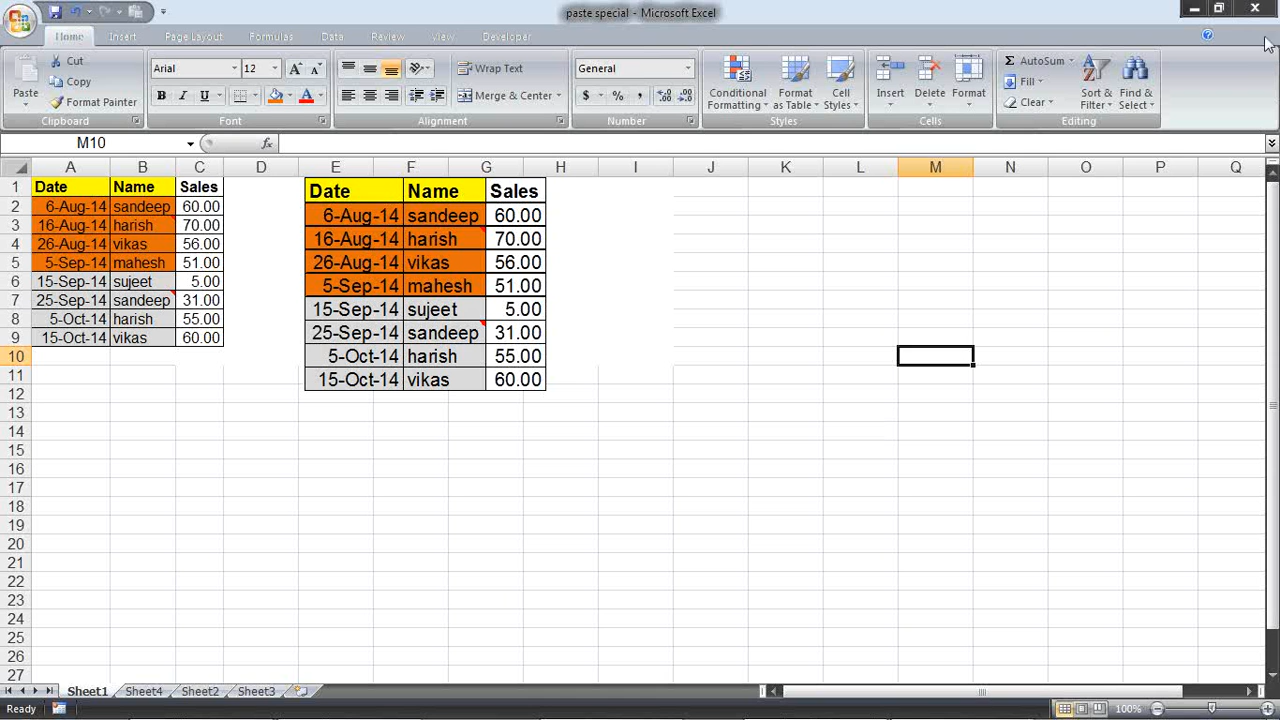 paste special - Microsoft Excel
Home Insert Page Layout Formulas Data Review View Developer
Paste
Cut
Copy
Format Painter
Clipboard
Arial 12
B I U
Font
Wrap Text
Merge & Center
Alignment
General
$ % ,
Number
Conditional Formatting
Format as Table
Cell Styles
Styles
Insert Delete Format
Cells
Σ AutoSum
Fill
Clear
Sort & Filter
Find & Select
Editing
M10 fx
A B C D E F G H I J K L M N O P Q
1 Date Name Sales Date Name Sales
2 6-Aug-14 sandeep 60.00 6-Aug-14 sandeep 60.00
3 16-Aug-14 harish 70.00 16-Aug-14 harish 70.00
4 26-Aug-14 vikas 56.00 26-Aug-14 vikas 56.00
5 5-Sep-14 mahesh 51.00 5-Sep-14 mahesh 51.00
6 15-Sep-14 sujeet 5.00 15-Sep-14 sujeet 5.00
7 25-Sep-14 sandeep 31.00 25-Sep-14 sandeep 31.00
8 5-Oct-14 harish 55.00 5-Oct-14 harish 55.00
9 15-Oct-14 vikas 60.00 15-Oct-14 vikas 60.00
10
11
12
13
14
15
16
17
18
19
20
21
22
23
24
25
26
27
Sheet1 Sheet4 Sheet2 Sheet3
Ready 100%